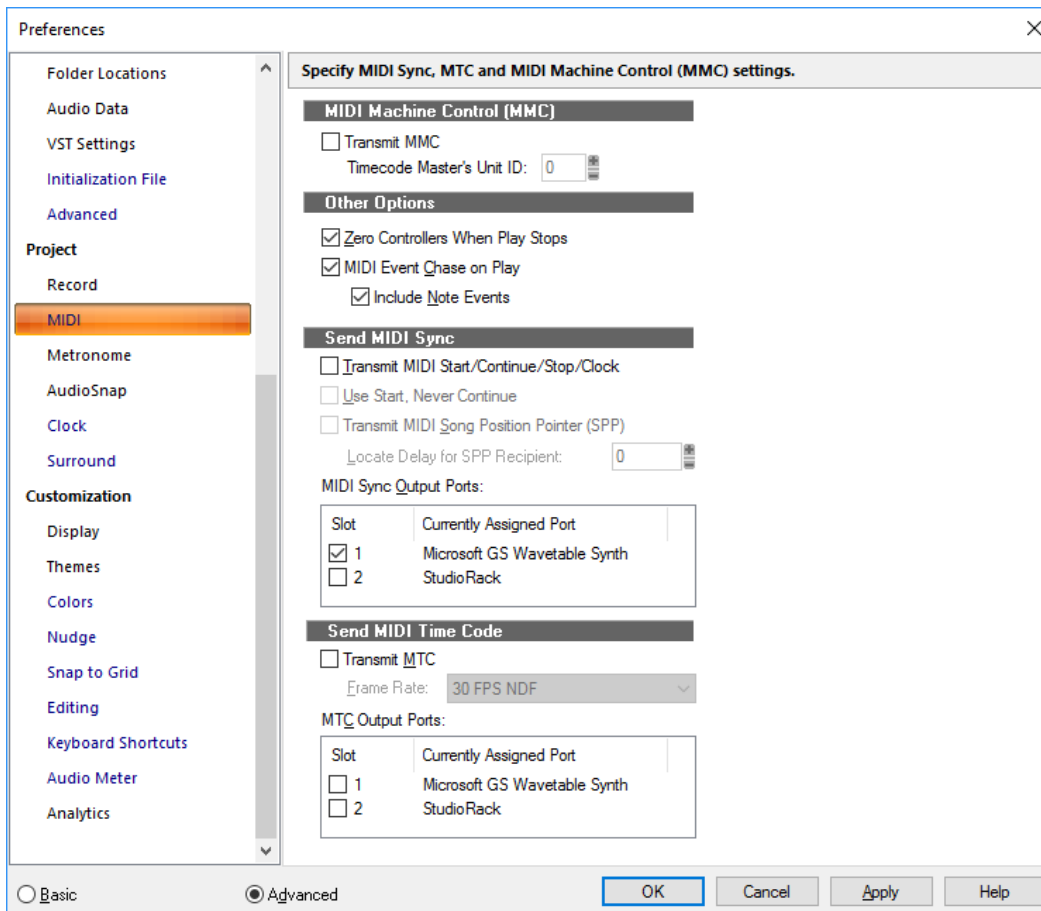 Preferences
Folder Locations
Audio Data
VST Settings
Initialization File
Advanced
Project
Record
MIDI
Metronome
AudioSnap
Clock
Surround
Customization
Display
Themes
Colors
Nudge
Snap to Grid
Editing
Keyboard Shortcuts
Audio Meter
Analytics
Basic
Advanced
Specify MIDI Sync, MTC and MIDI Machine Control (MMC) settings.
MIDI Machine Control (MMC)
Transmit MMC
Timecode Master's Unit ID: 0
Other Options
Zero Controllers When Play Stops
MIDI Event Chase on Play
Include Note Events
Send MIDI Sync
Transmit MIDI Start/Continue/Stop/Clock
Use Start, Never Continue
Transmit MIDI Song Position Pointer (SPP)
Locate Delay for SPP Recipient: 0
MIDI Sync Output Ports:
Slot Currently Assigned Port
1 Microsoft GS Wavetable Synth
2 StudioRack
Send MIDI Time Code
Transmit MTC
Frame Rate: 30 FPS NDF
MTC Output Ports:
Slot Currently Assigned Port
1 Microsoft GS Wavetable Synth
2 StudioRack
OK Cancel Apply Help